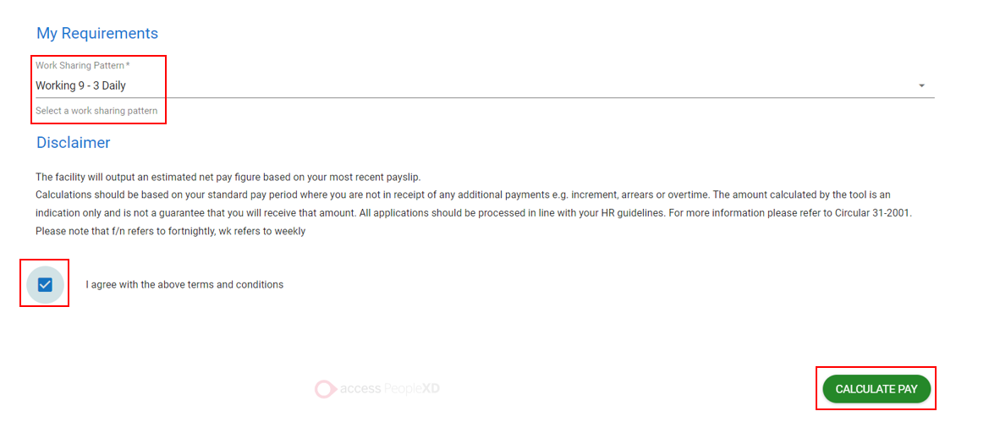 My Requirements
Work Sharing Pattern *
Working 9 - 3 Daily
Select a work sharing pattern
Disclaimer
The facility will output an estimated net pay figure based on your most recent payslip.
Calculations should be based on your standard pay period where you are not in receipt of any additional payments e.g. increment, arrears or overtime. The amount calculated by the tool is an
indication only and is not a guarantee that you will receive that amount. All applications should be processed in line with your HR guidelines. For more information please refer to Circular 31-2001.
Please note that f/n refers to fortnightly, wk refers to weekly
I agree with the above terms and conditions
access PeopleXD
CALCULATE PAY